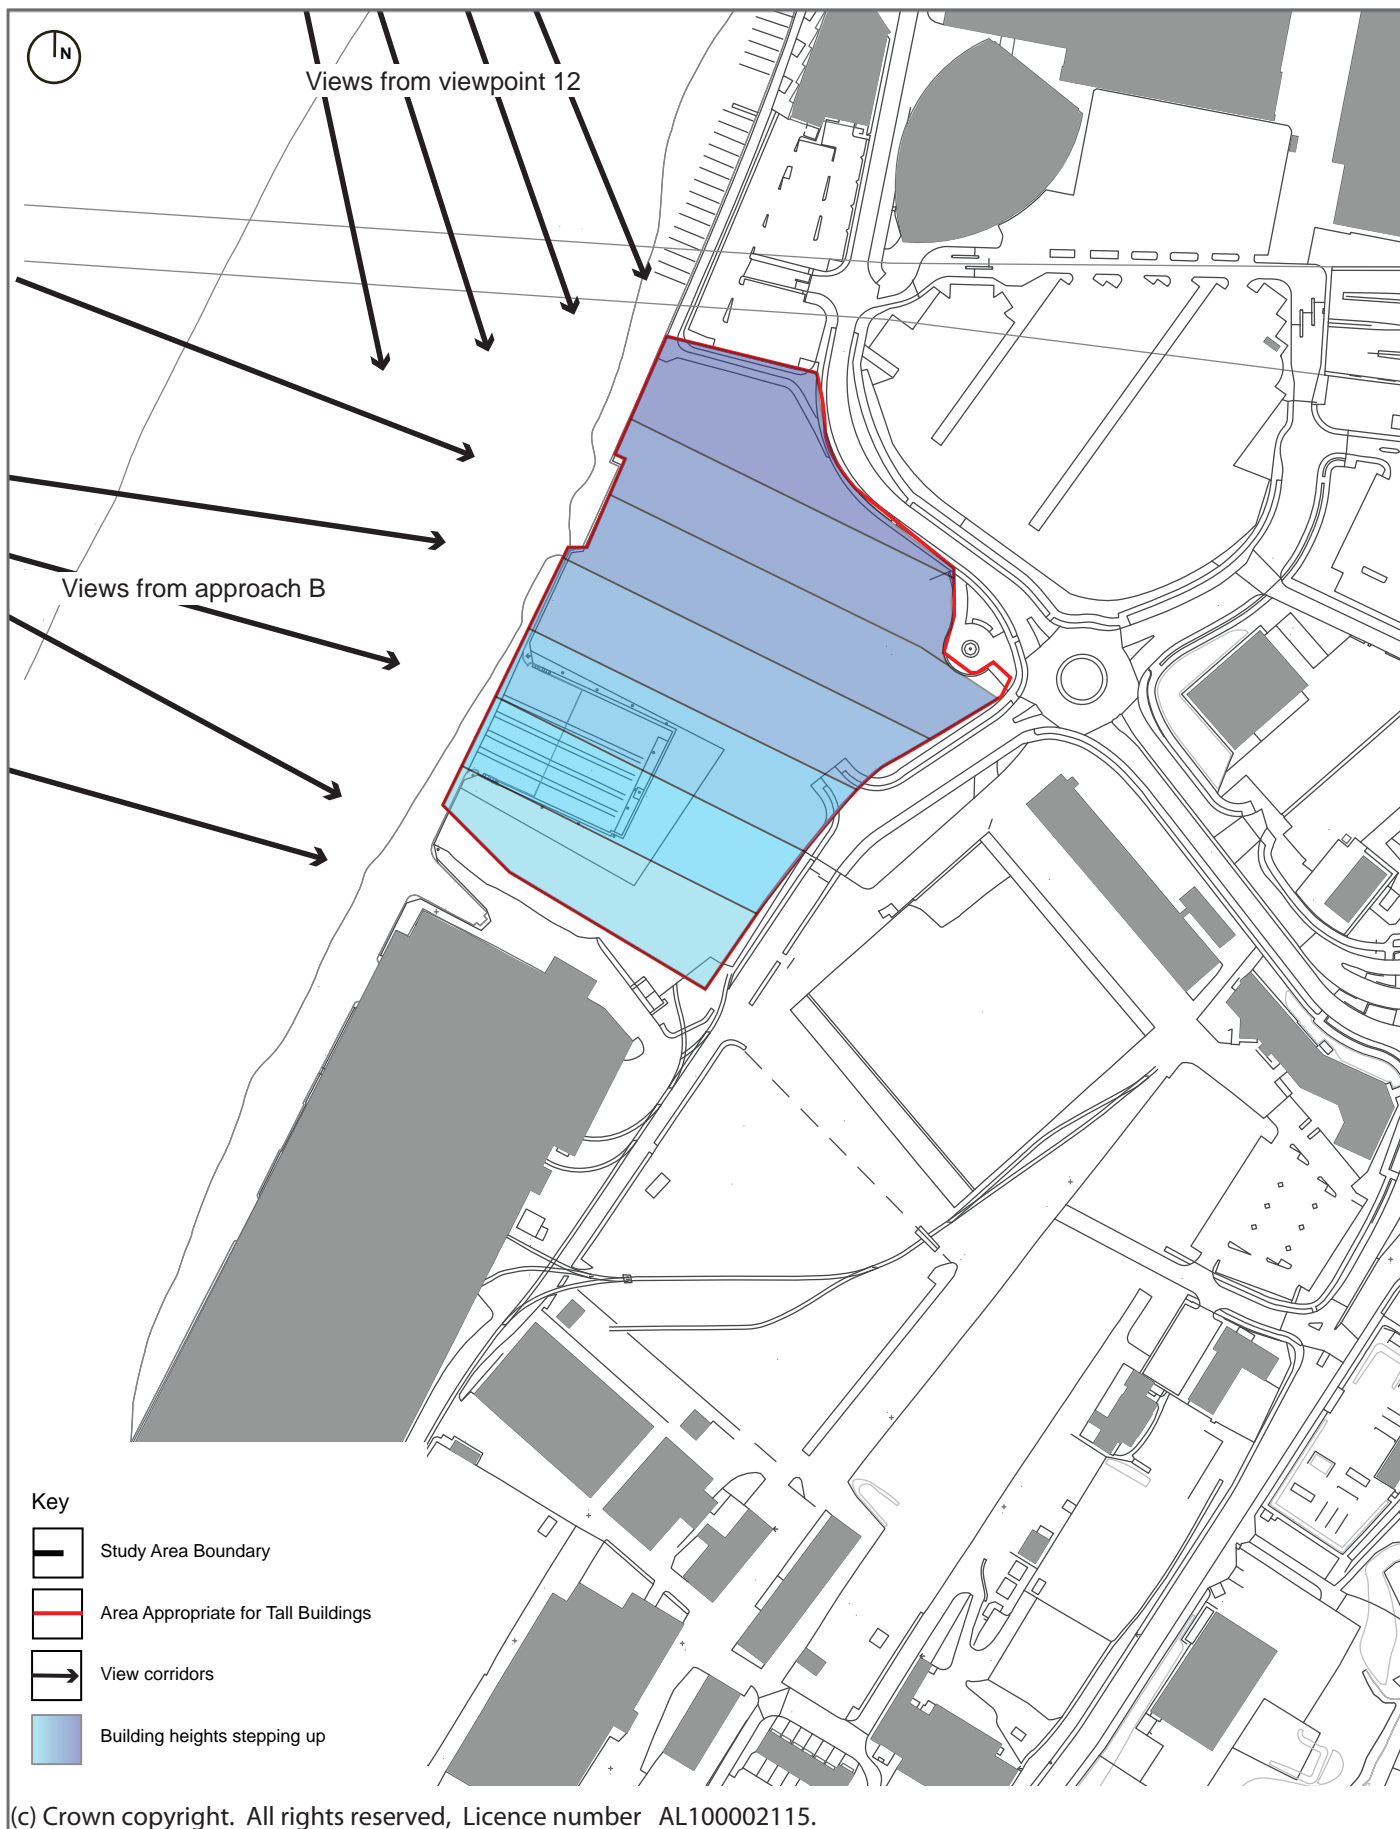 N
Views from viewpoint 12
Views from approach B
Key
Study Area Boundary
Area Appropriate for Tall Buildings
View corridors
Building heights stepping up
(c) Crown copyright. All rights reserved, Licence number AL100002115.